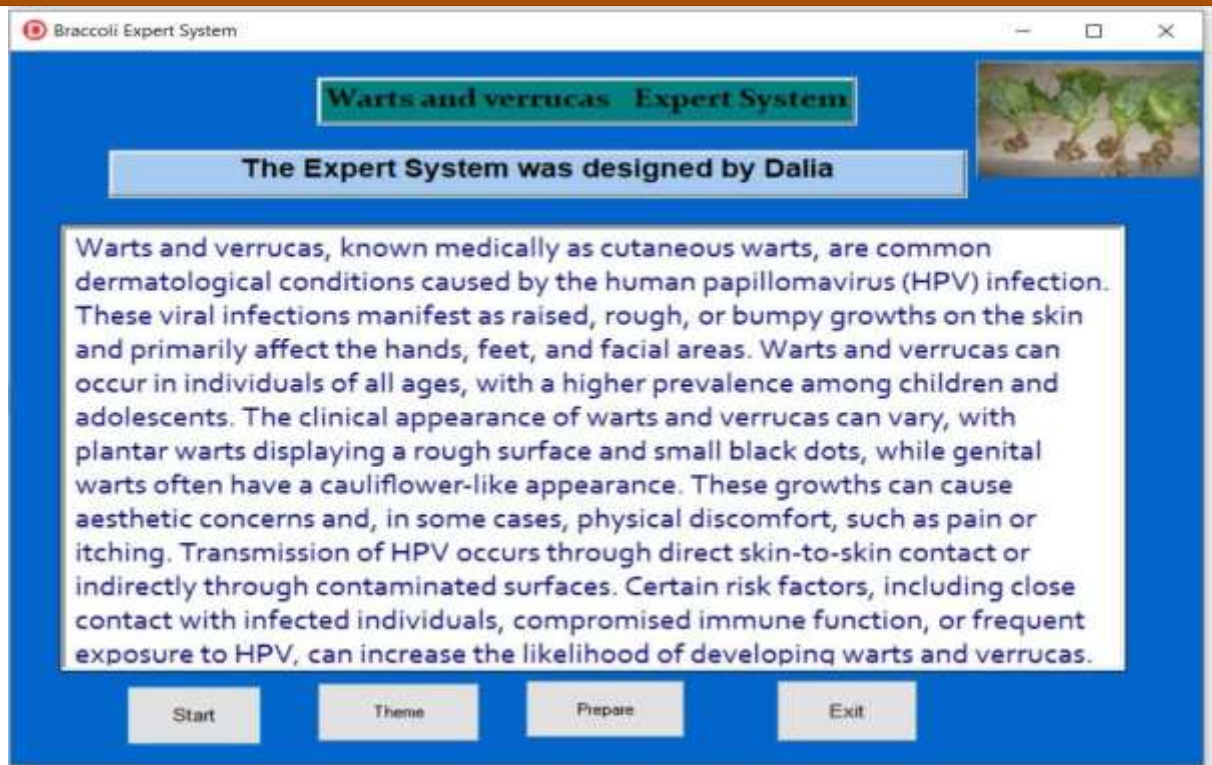 Braccoli Expert System
Warts and verrucas Expert System
The Expert System was designed by Dalia
Warts and verrucas, known medically as cutaneous warts, are common
dermatological conditions caused by the human papillomavirus (HPV) infection.
These viral infections manifest as raised, rough, or bumpy growths on the skin
and primarily affect the hands, feet, and facial areas. Warts and verrucas can
occur in individuals of all ages, with a higher prevalence among children and
adolescents. The clinical appearance of warts and verrucas can vary, with
plantar warts displaying a rough surface and small black dots, while genital
warts often have a cauliflower-like appearance. These growths can cause
aesthetic concerns and, in some cases, physical discomfort, such as pain or
itching. Transmission of HPV occurs through direct skin-to-skin contact or
indirectly through contaminated surfaces. Certain risk factors, including close
contact with infected individuals, compromised immune function, or frequent
exposure to HPV, can increase the likelihood of developing warts and verrucas.
Start Theme Prepare Exit